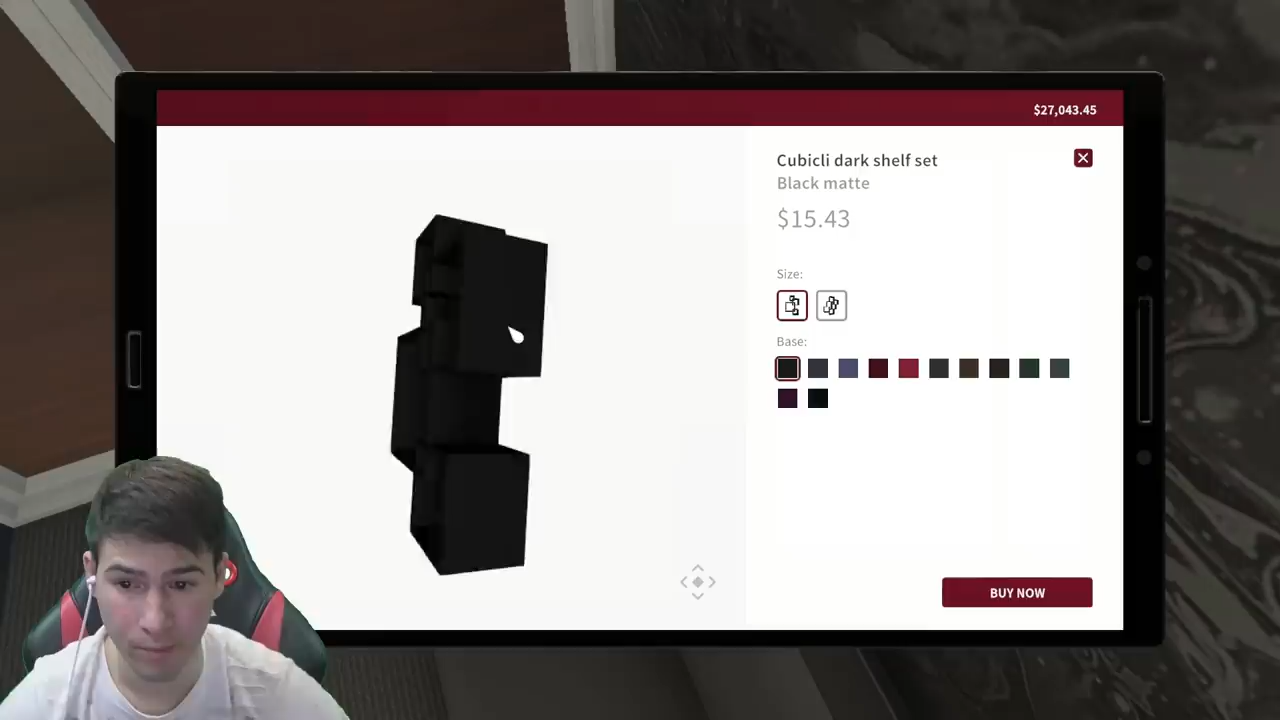 $27,043.45
Cubicli dark shelf set
Black matte
$15.43
Size:
Base:
BUY NOW